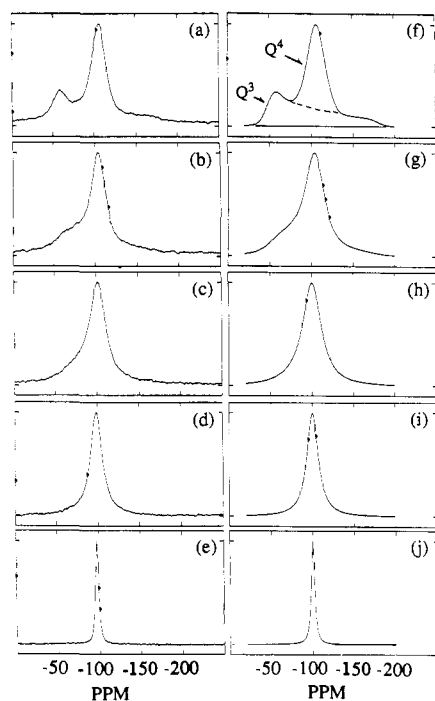 (a)
(f)
Q⁴
Q³
(b)
(g)
(c)
(h)
(d)
(i)
(e)
(j)
-50 -100 -150 -200
-50 -100 -150 -200
PPM
PPM